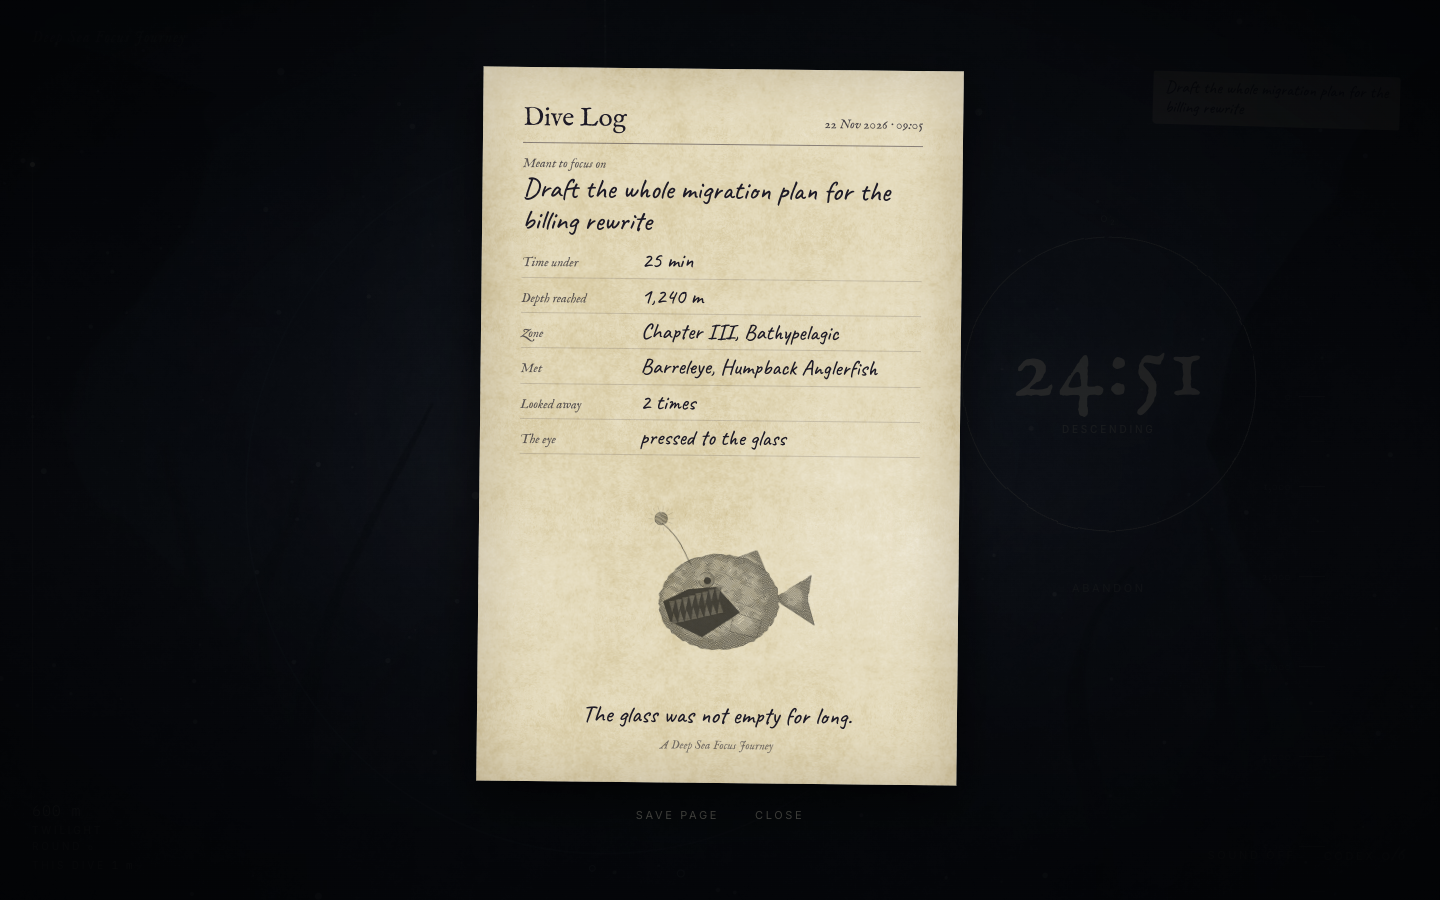 Dive Log
22 Nov 2026 · 09:05
Meant to focus on
Draft the whole migration plan for the
billing rewrite
Time under 25 min
Depth reached 1,240 m
Zone Chapter III, Bathypelagic
Met Barreleye, Humpback Anglerfish
Looked away 2 times
The eye pressed to the glass
The glass was not empty for long.
A Deep Sea Focus Journey
SAVE PAGE CLOSE
Draft the whole migration plan for the
billing rewrite
24:51
DESCENDING
ABANDON